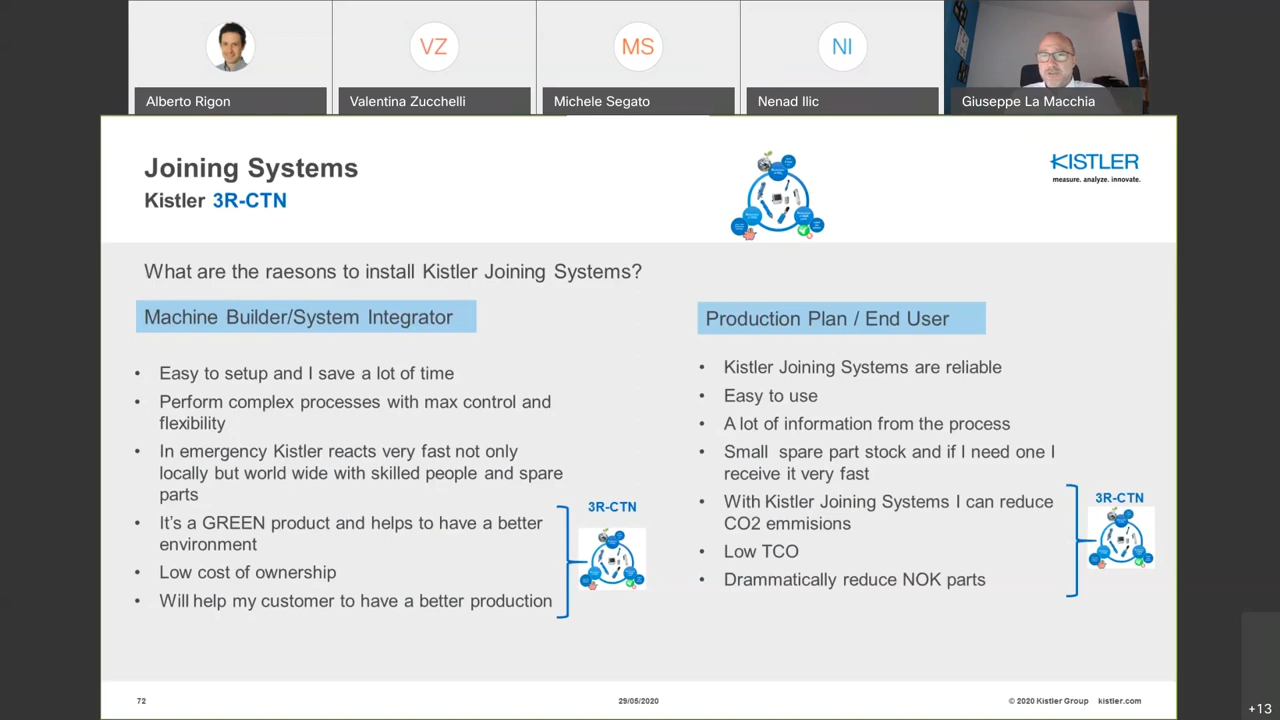 VZ
MS
NI
Alberto Rigon
Valentina Zucchelli
Michele Segato
Nenad Ilic
Giuseppe La Macchia
Joining Systems
Kistler 3R-CTN
KISTLER
measure. analyze. innovate.
What are the raesons to install Kistler Joining Systems?
Machine Builder/System Integrator
• Easy to setup and I save a lot of time
• Perform complex processes with max control and
flexibility
• In emergency Kistler reacts very fast not only
locally but world wide with skilled people and spare
parts
• It's a GREEN product and helps to have a better
environment
• Low cost of ownership
• Will help my customer to have a better production
3R-CTN
Production Plan / End User
• Kistler Joining Systems are reliable
• Easy to use
• A lot of information from the process
• Small spare part stock and if I need one I
receive it very fast
• With Kistler Joining Systems I can reduce
CO2 emmisions
• Low TCO
• Drammatically reduce NOK parts
3R-CTN
72
29/05/2020
© 2020 Kistler Group kistler.com
+13